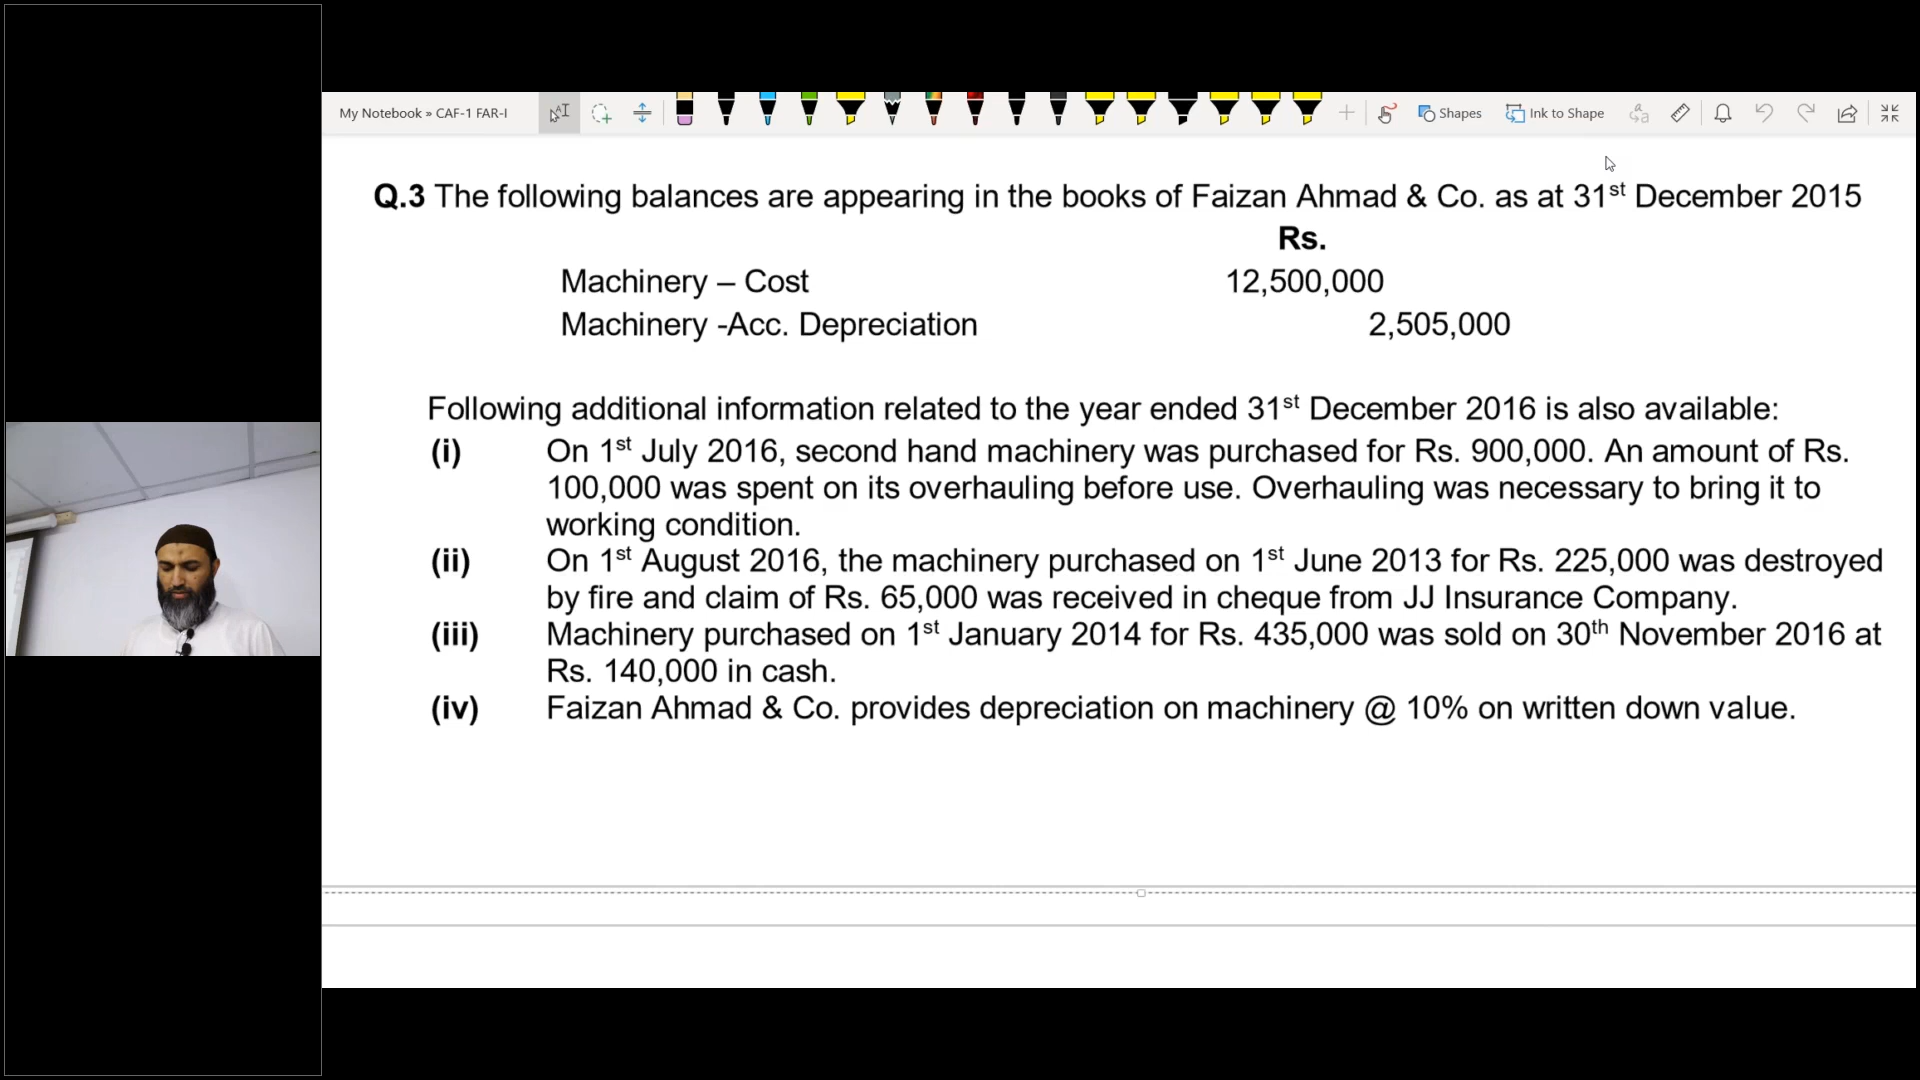 My Notebook » CAF-1 FAR-I
Shapes
Ink to Shape
Q.3 The following balances are appearing in the books of Faizan Ahmad & Co. as at 31st December 2015
Rs.
Machinery – Cost 12,500,000
Machinery -Acc. Depreciation 2,505,000
Following additional information related to the year ended 31st December 2016 is also available:
(i) On 1st July 2016, second hand machinery was purchased for Rs. 900,000. An amount of Rs.
100,000 was spent on its overhauling before use. Overhauling was necessary to bring it to
working condition.
(ii) On 1st August 2016, the machinery purchased on 1st June 2013 for Rs. 225,000 was destroyed
by fire and claim of Rs. 65,000 was received in cheque from JJ Insurance Company.
(iii) Machinery purchased on 1st January 2014 for Rs. 435,000 was sold on 30th November 2016 at
Rs. 140,000 in cash.
(iv) Faizan Ahmad & Co. provides depreciation on machinery @ 10% on written down value.